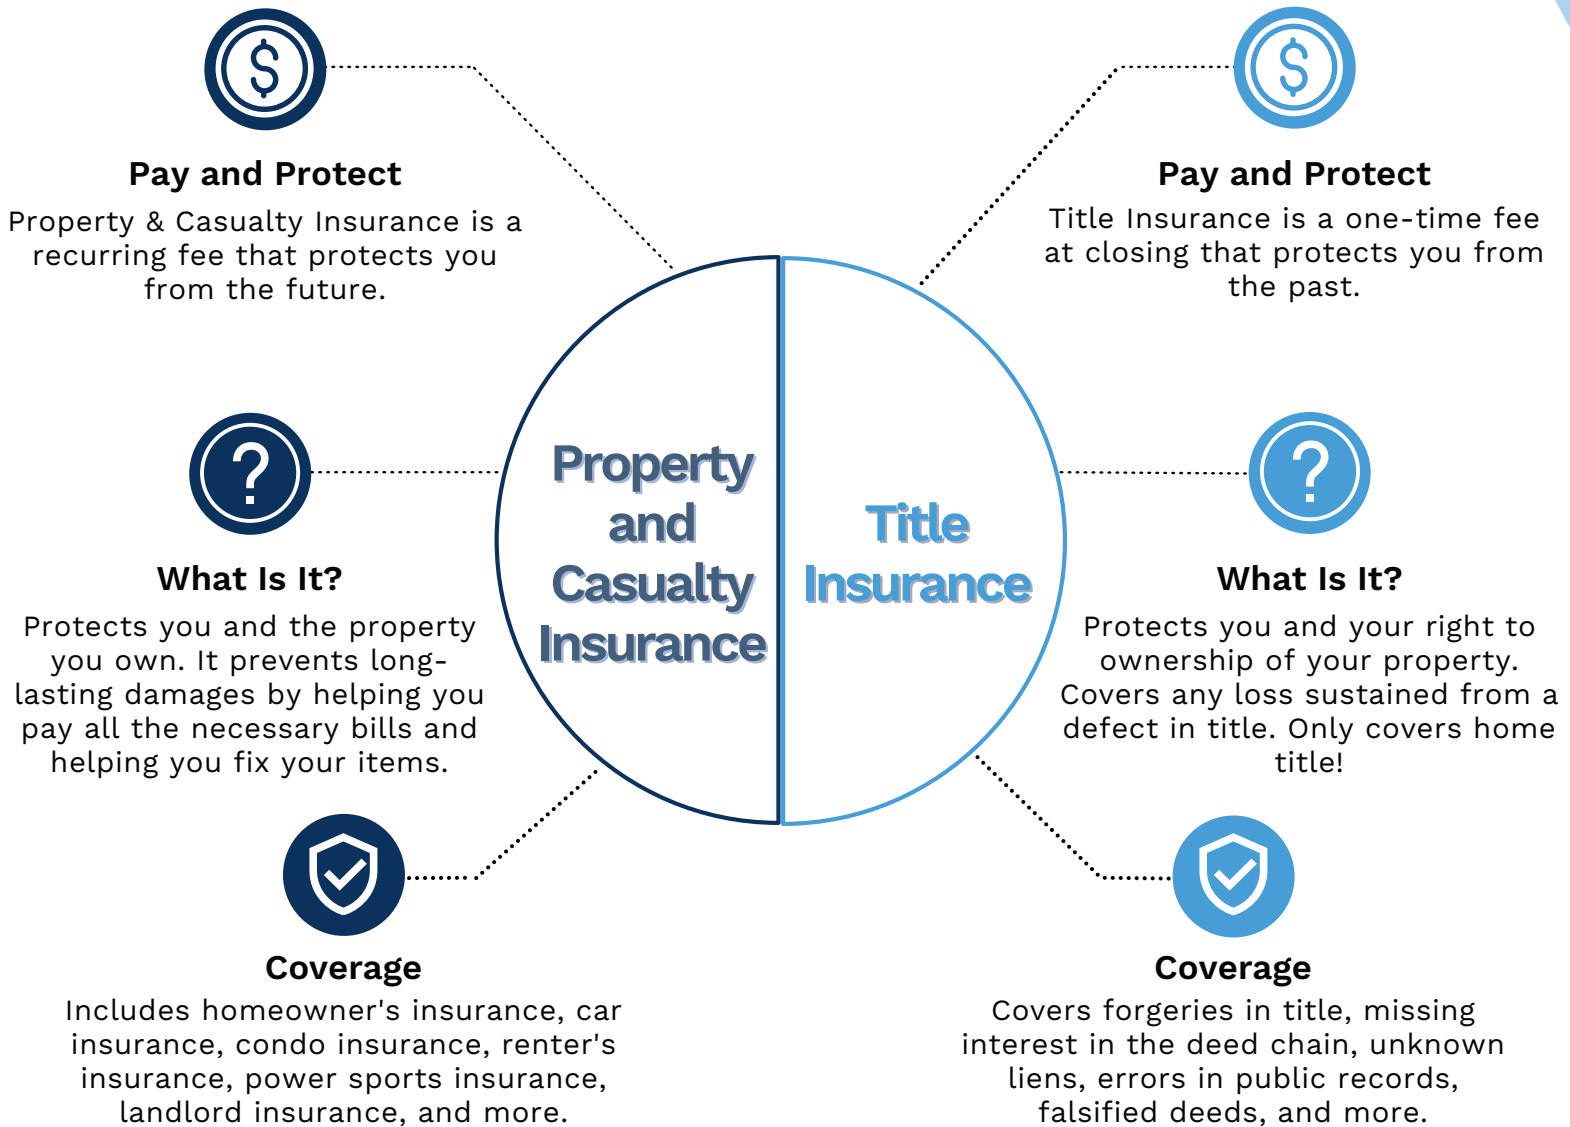 Pay and Protect
Property & Casualty Insurance is a
recurring fee that protects you
from the future.
What Is It?
Protects you and the property
you own. It prevents long-
lasting damages by helping you
pay all the necessary bills and
helping you fix your items.
Coverage
Includes homeowner's insurance, car
insurance, condo insurance, renter's
insurance, power sports insurance,
landlord insurance, and more.
Property
and
Casualty
Insurance
Title
Insurance
Pay and Protect
Title Insurance is a one-time fee
at closing that protects you from
the past.
What Is It?
Protects you and your right to
ownership of your property.
Covers any loss sustained from a
defect in title. Only covers home
title!
Coverage
Covers forgeries in title, missing
interest in the deed chain, unknown
liens, errors in public records,
falsified deeds, and more.